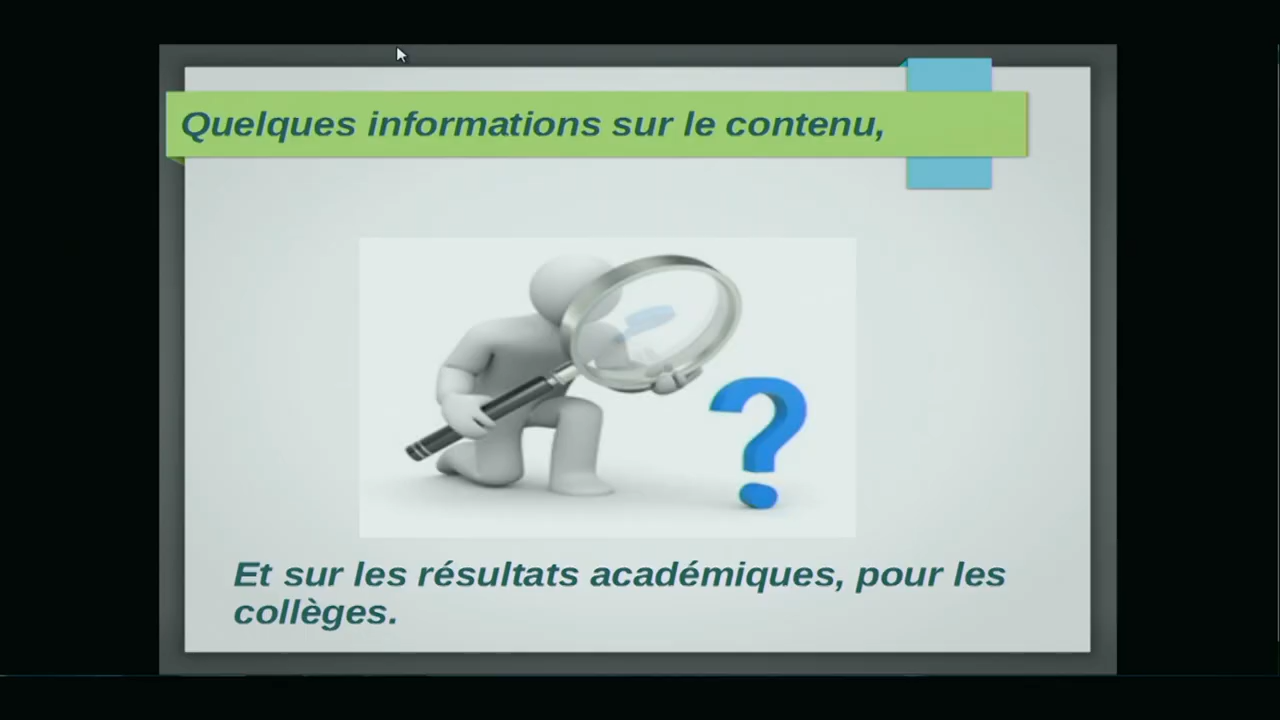 Quelques informations sur le contenu,
Et sur les résultats académiques, pour les
collèges.